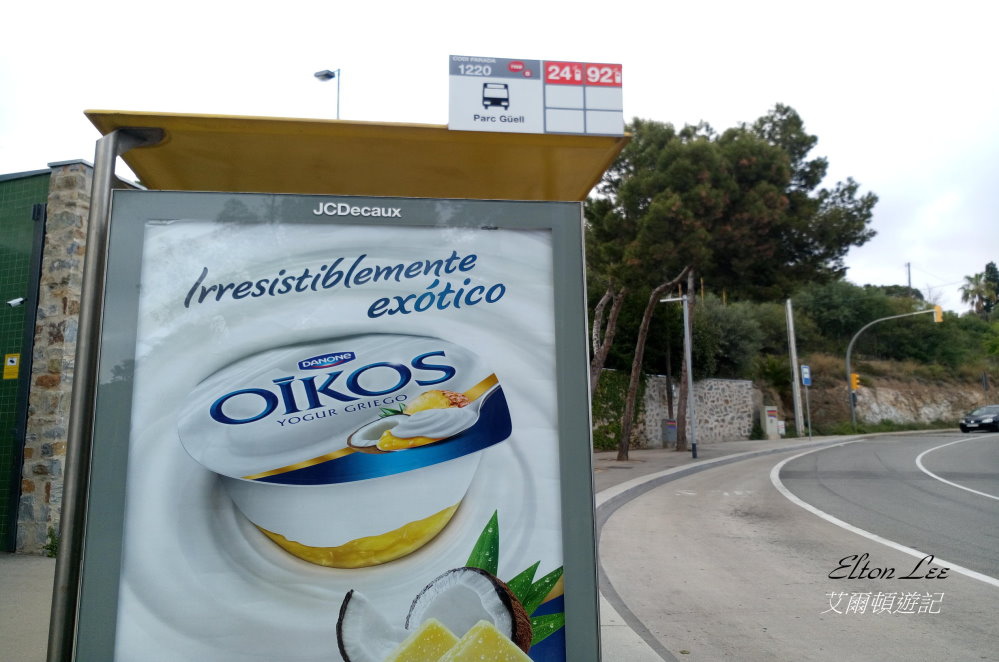 CODI PARADA
1220
TMB
24 92
Parc Güell
JCDecaux
Irresistiblemente
exótico
DANONE
OIKOS
YOGUR GRIEGO
Elton Lee
艾爾頓遊記